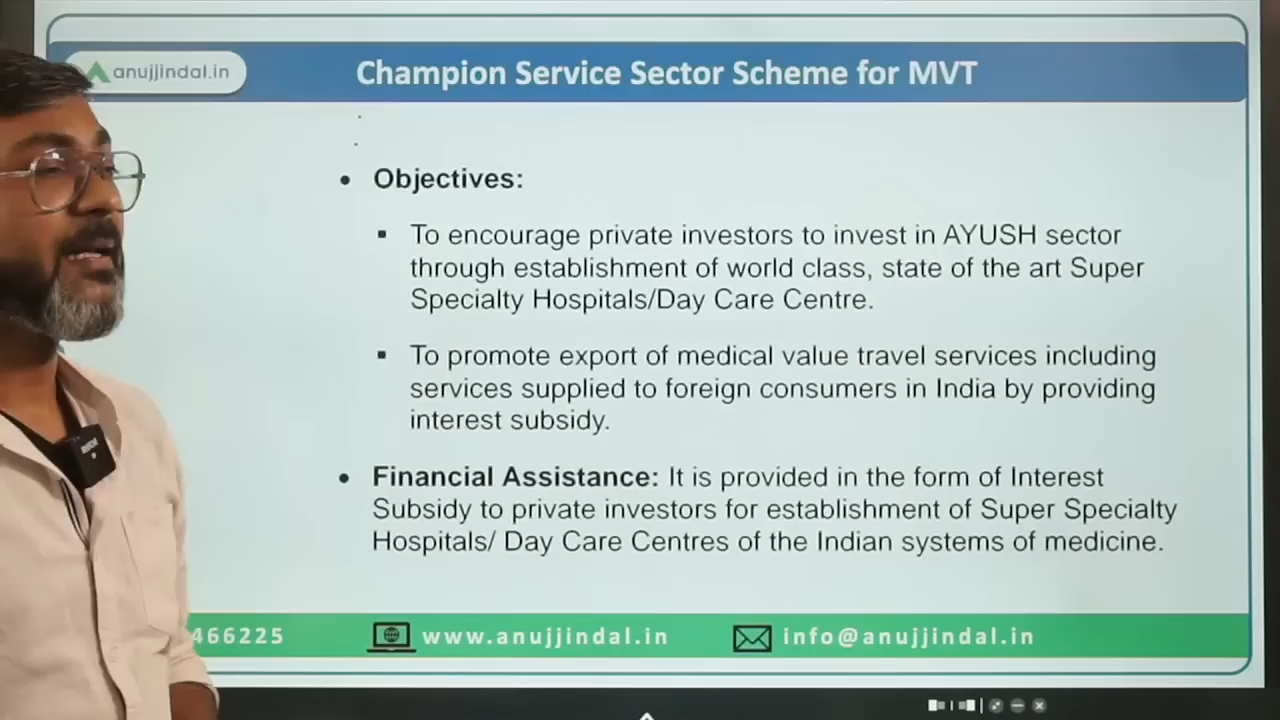 anujjindal.in
Champion Service Sector Scheme for MVT
• Objectives:
▪ To encourage private investors to invest in AYUSH sector
through establishment of world class, state of the art Super
Specialty Hospitals/Day Care Centre.
▪ To promote export of medical value travel services including
services supplied to foreign consumers in India by providing
interest subsidy.
• Financial Assistance: It is provided in the form of Interest
Subsidy to private investors for establishment of Super Specialty
Hospitals/ Day Care Centres of the Indian systems of medicine.
466225 www.anujjindal.in info@anujjindal.in